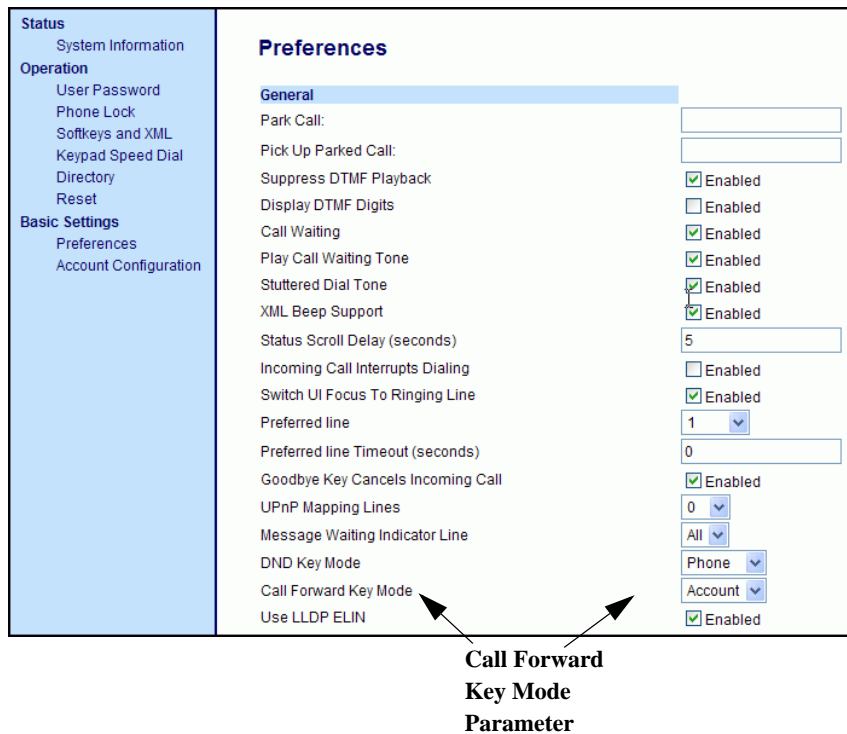 Status
System Information
Operation
User Password
Phone Lock
Softkeys and XML
Keypad Speed Dial
Directory
Reset
Basic Settings
Preferences
Account Configuration
Preferences
General
Park Call:
Pick Up Parked Call:
Suppress DTMF Playback Enabled
Display DTMF Digits Enabled
Call Waiting Enabled
Play Call Waiting Tone Enabled
Stuttered Dial Tone Enabled
XML Beep Support Enabled
Status Scroll Delay (seconds) 5
Incoming Call Interrupts Dialing Enabled
Switch UI Focus To Ringing Line Enabled
Preferred line 1
Preferred line Timeout (seconds) 0
Goodbye Key Cancels Incoming Call Enabled
UPnP Mapping Lines 0
Message Waiting Indicator Line All
DND Key Mode Phone
Call Forward Key Mode Account
Use LLDP ELIN Enabled
Call Forward
Key Mode
Parameter